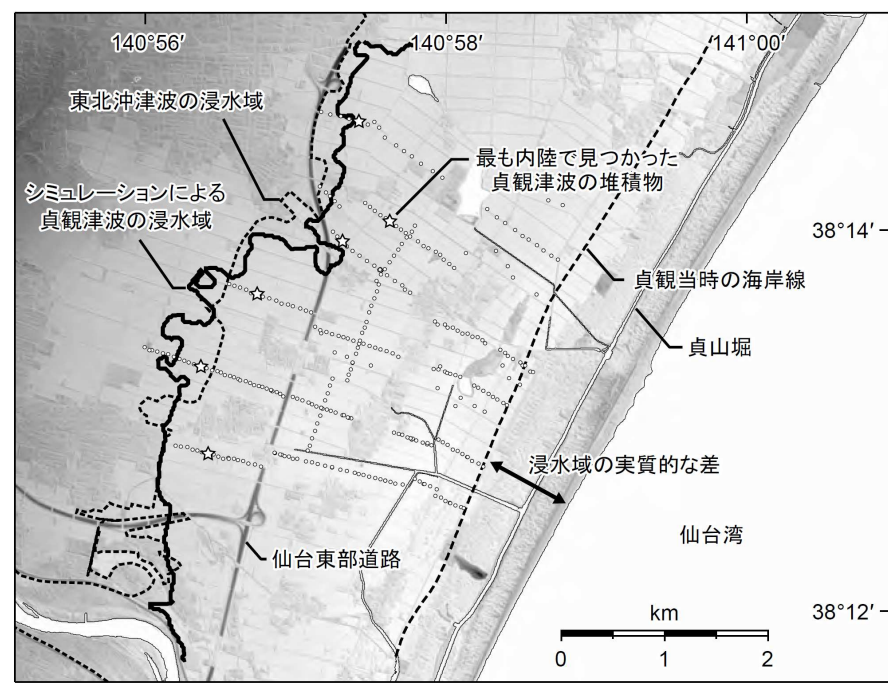 140°56′
140°58′
141°00′
東北沖津波の浸水域
最も内陸で見つかった
貞観津波の堆積物
シミュレーションによる
貞観津波の浸水域
38°14′
貞観当時の海岸線
貞山堀
浸水域の実質的な差
仙台湾
仙台東部道路
38°12′
km
0 1 2